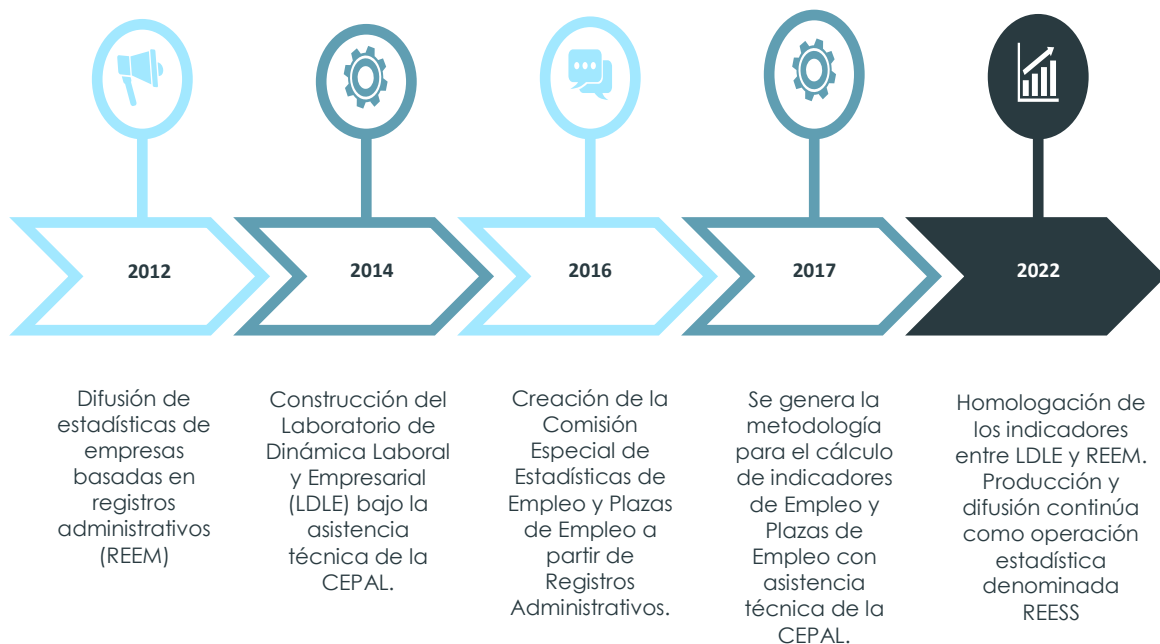 2012
Difusión de
estadísticas de
empresas
basadas en
registros
administrativos
(REEM)
2014
Construcción del
Laboratorio de
Dinámica Laboral
y Empresarial
(LDLE) bajo la
asistencia
técnica de la
CEPAL.
2016
Creación de la
Comisión
Especial de
Estadísticas de
Empleo y Plazas
de Empleo a
partir de
Registros
Administrativos.
2017
Se genera la
metodología
para el cálculo
de indicadores
de Empleo y
Plazas de
Empleo con
asistencia
técnica de la
CEPAL.
2022
Homologación de
los indicadores
entre LDLE y REEM.
Producción y
difusión continúa
como operación
estadística
denominada
REESS